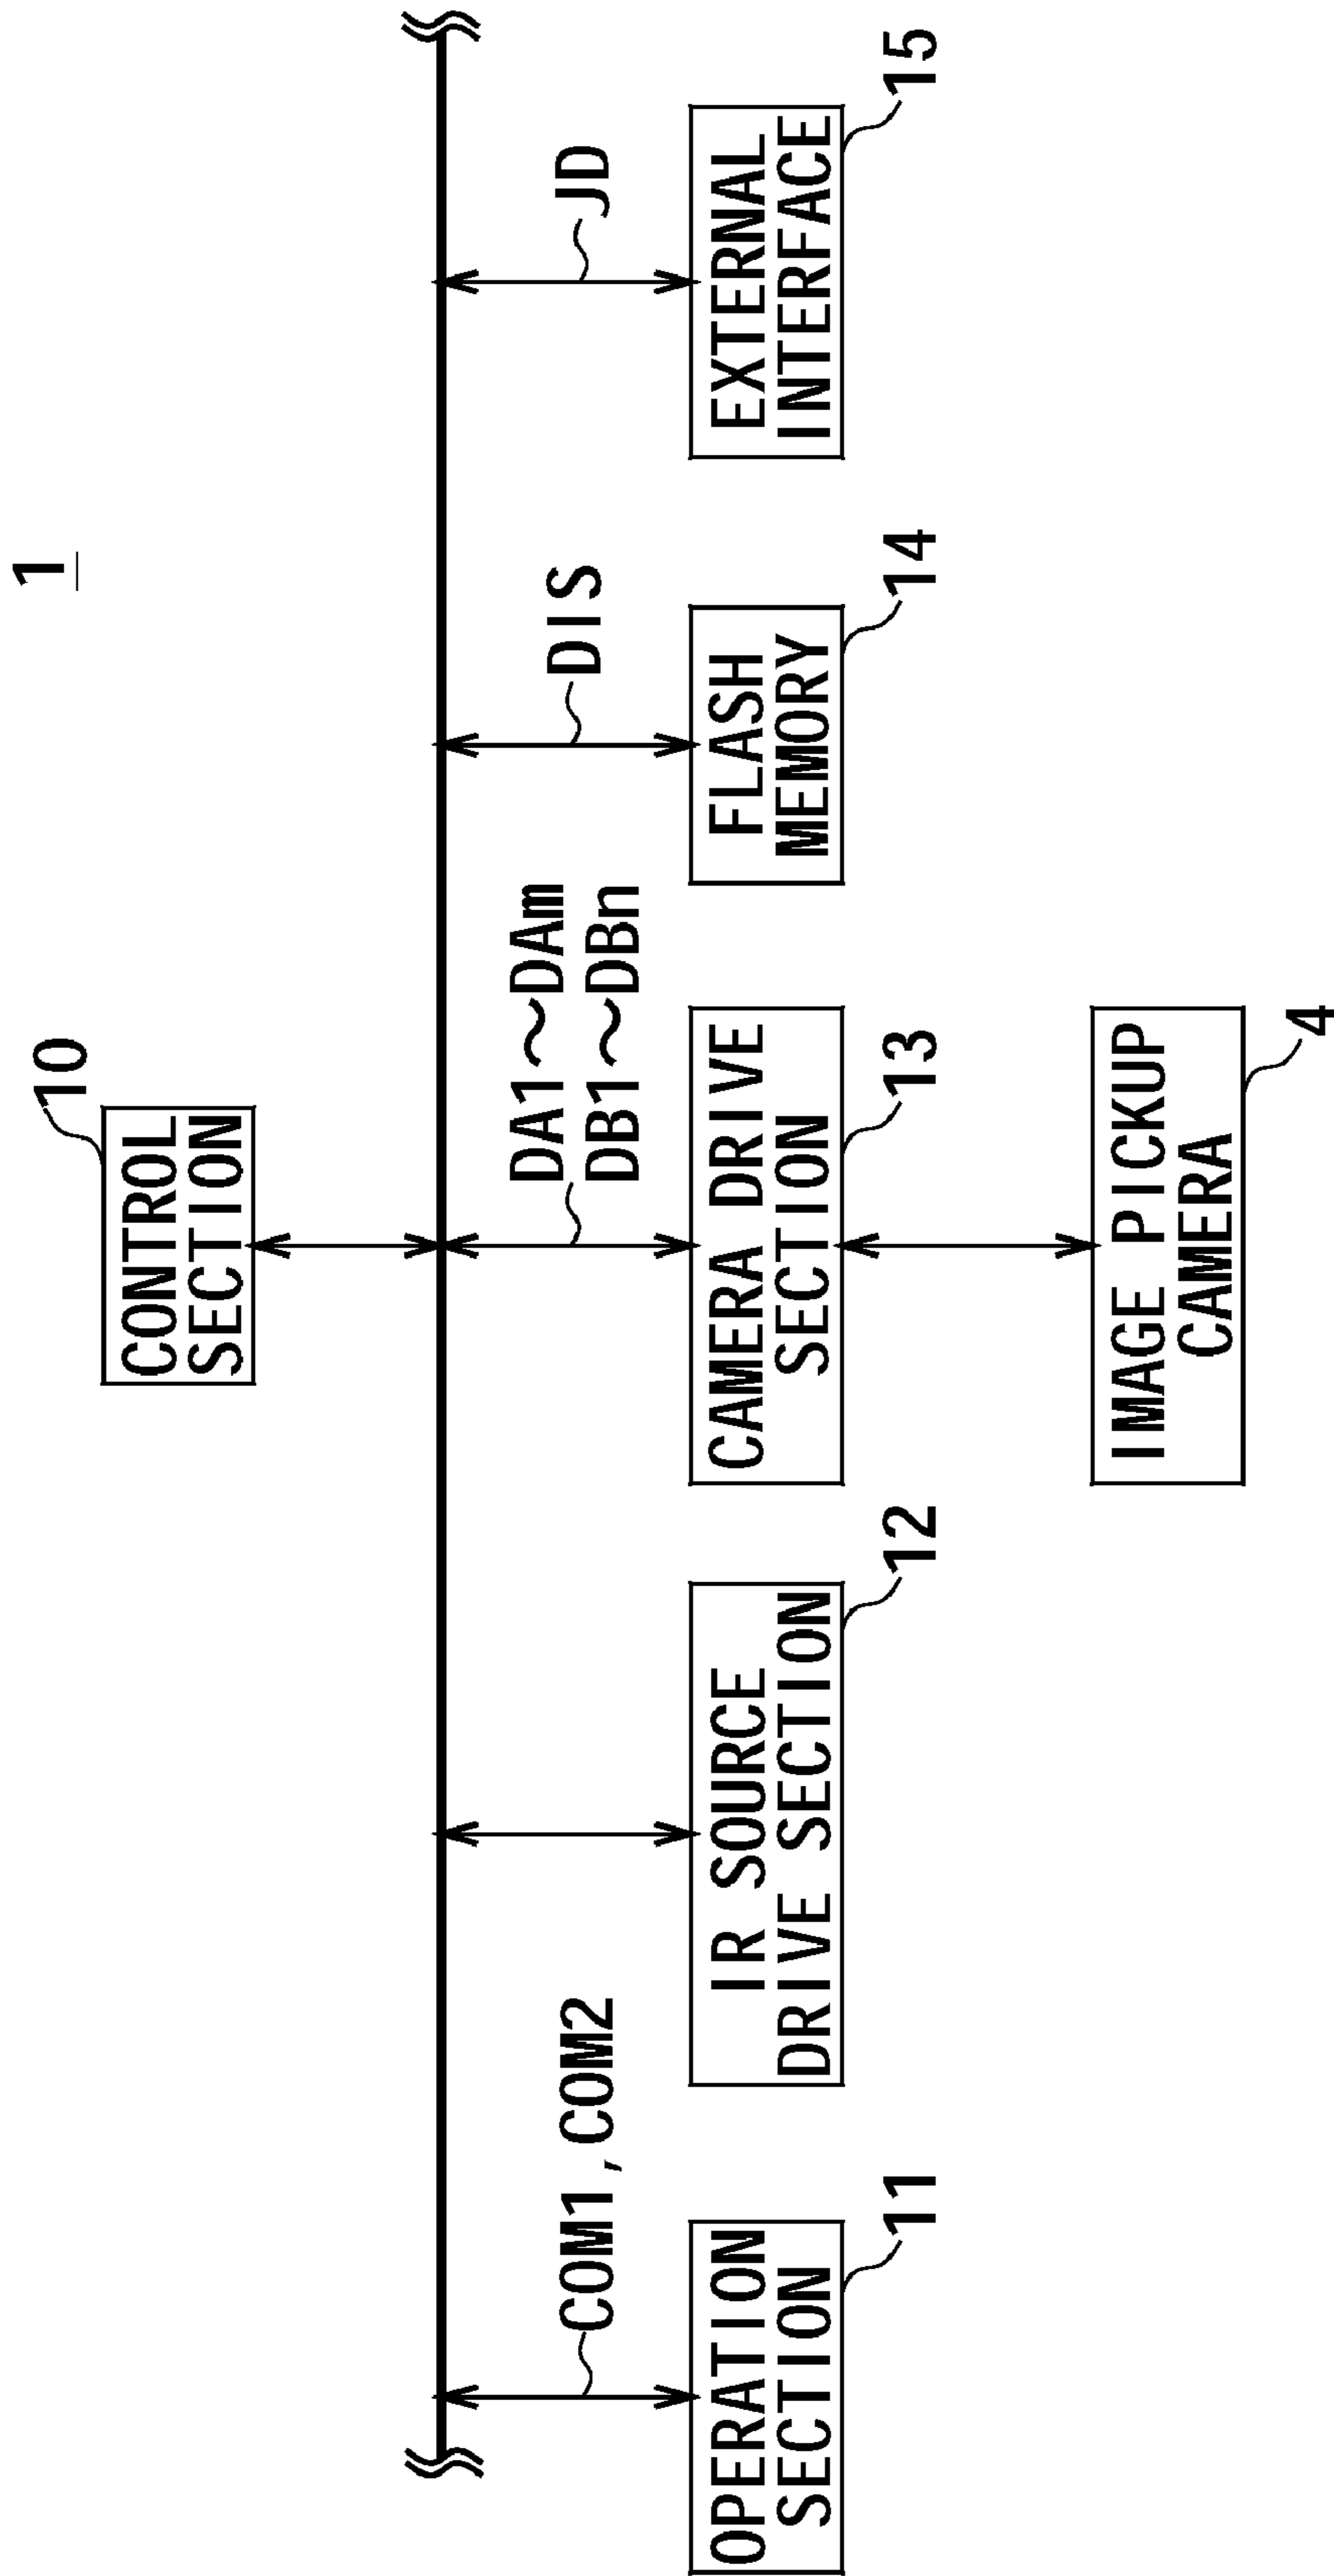 1
10
CONTROL
SECTION
COM1,COM2
DA1~DAm
DB1~DBn
DIS
JD
OPERATION
SECTION
11
IR SOURCE
DRIVE SECTION
12
CAMERA DRIVE
SECTION
13
FLASH
MEMORY
14
EXTERNAL
INTERFACE
15
IMAGE PICKUP
CAMERA
4